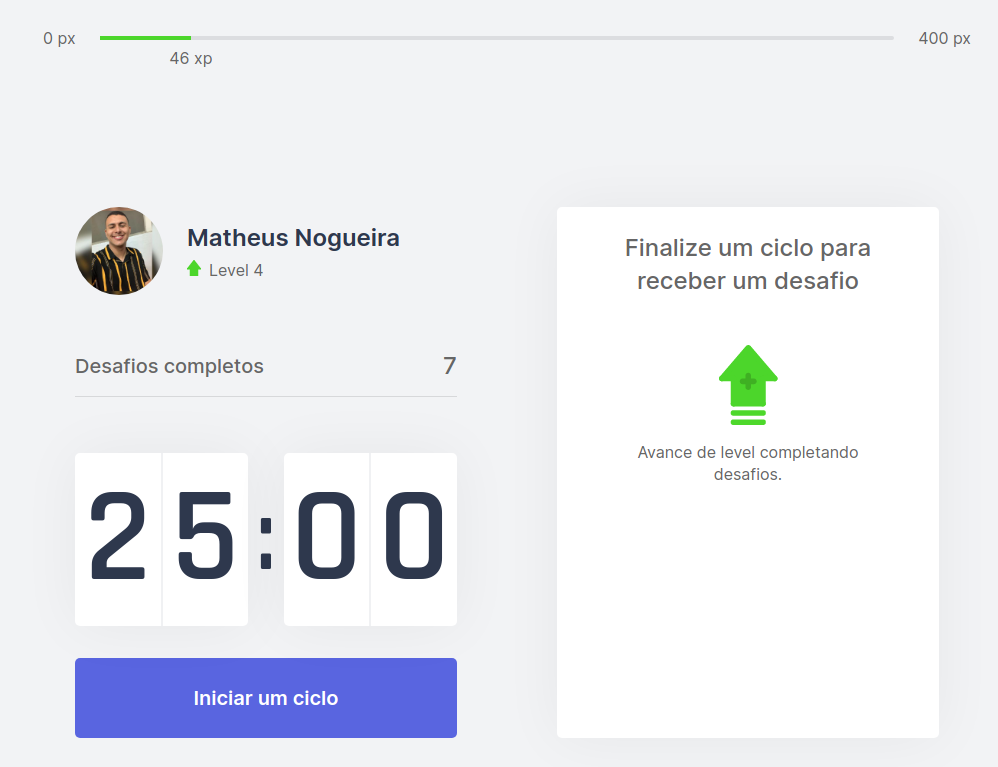 0 px
400 px
46 xp
Matheus Nogueira
Level 4
Desafios completos
7
25:00
Iniciar um ciclo
Finalize um ciclo para
receber um desafio
Avance de level completando
desafios.